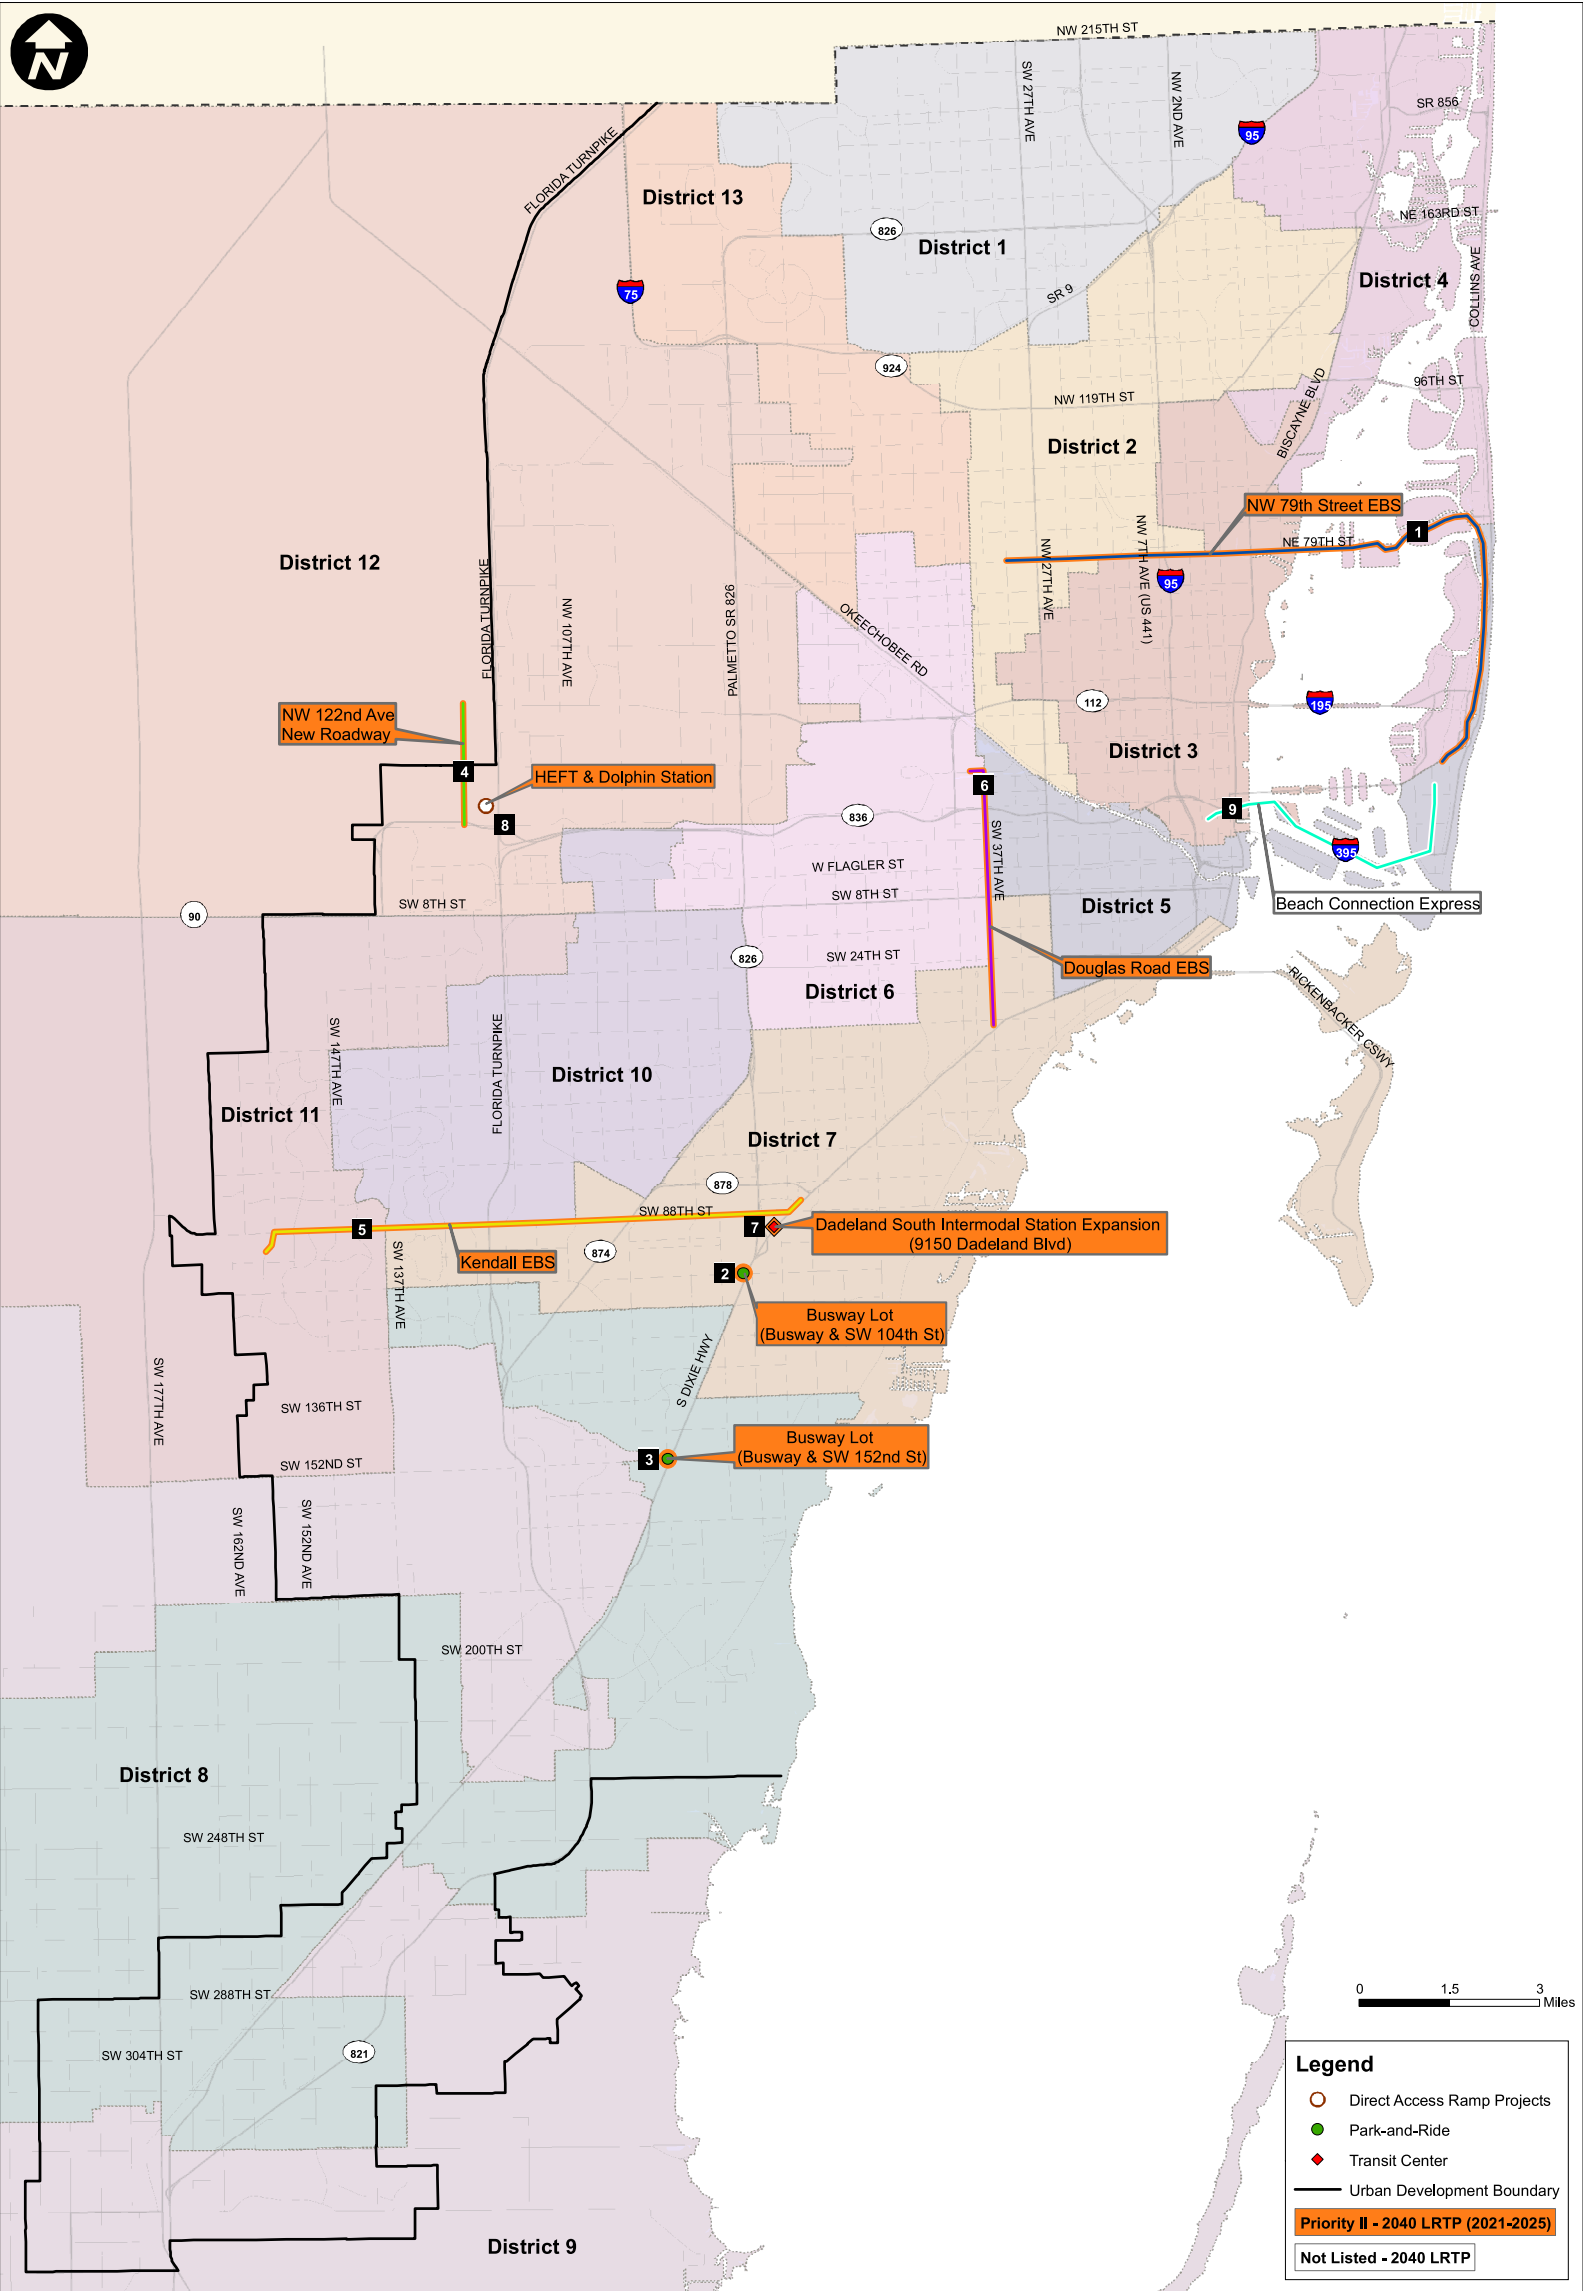 N
NW 215TH ST
SW 27TH AVE
NW 2ND AVE
SR 856
95
FLORIDA TURNPIKE
District 13
826
District 1
NE 163RD ST
District 4
COLLINS AVE
75
SR 9
924
96TH ST
NW 119TH ST
BISCAYNE BLVD
District 2
NW 79th Street EBS
1
NE 79TH ST
District 12
NW 27TH AVE
NW 7TH AVE (US 441)
95
FLORIDA TURNPIKE
NW 107TH AVE
PALMETTO SR 826
OKEECHOBEE RD
112
195
NW 122nd Ave
New Roadway
District 3
4
HEFT & Dolphin Station
6
8
836
9
SW 37TH AVE
395
W FLAGLER ST
SW 8TH ST
SW 8TH ST
90
District 5
Beach Connection Express
826
SW 24TH ST
Douglas Road EBS
District 6
RICKENBACKER CSWY
SW 147TH AVE
FLORIDA TURNPIKE
District 10
District 11
District 7
878
SW 88TH ST
5
7
Dadeland South Intermodal Station Expansion
(9150 Dadeland Blvd)
SW 137TH AVE
Kendall EBS
874
2
Busway Lot
(Busway & SW 104th St)
S DIXIE HWY
SW 177TH AVE
SW 136TH ST
Busway Lot
(Busway & SW 152nd St)
3
SW 152ND ST
SW 162ND AVE
SW 152ND AVE
SW 200TH ST
District 8
SW 248TH ST
SW 288TH ST
0 1.5 3
Miles
SW 304TH ST
821
Legend
Direct Access Ramp Projects
Park-and-Ride
Transit Center
Urban Development Boundary
Priority II - 2040 LRTP (2021-2025)
District 9
Not Listed - 2040 LRTP